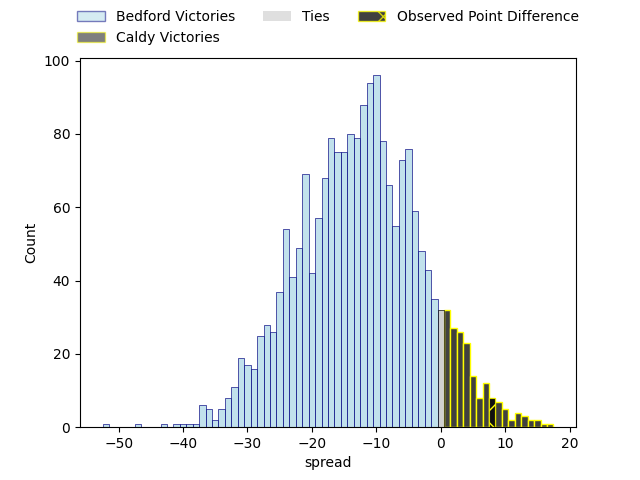 Bedford Victories Ties Observed Point Difference
Caldy Victories
100
80
60
40
20
0
Count
−50 −40 −30 −20 −10 0 10 20
spread